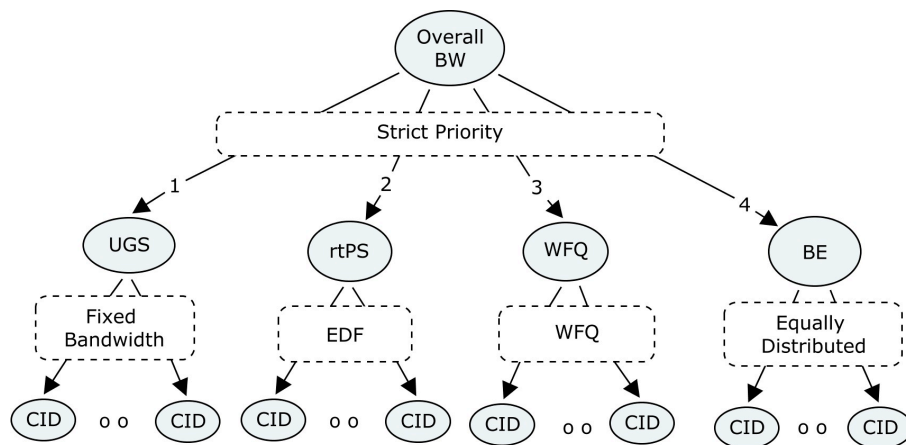 Overall
BW
Strict Priority
1
2
3
4
UGS
rtPS
WFQ
BE
Fixed
Bandwidth
EDF
WFQ
Equally
Distributed
CID
o o
CID
CID
o o
CID
CID
o o
CID
CID
o o
CID